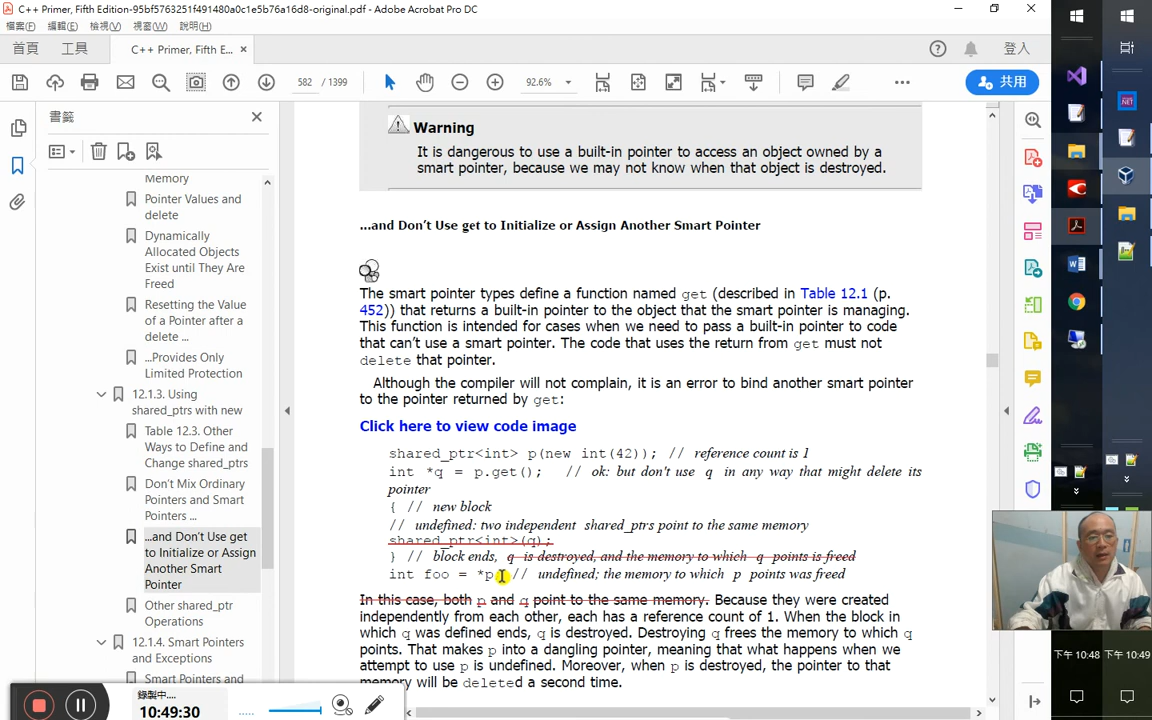 C++ Primer, Fifth Edition-95bf5763251f491480a0c1e5b76a16d8-original.pdf - Adobe Acrobat Pro DC
檔案(F) 編輯(E) 檢視(V) 視窗(W) 說明(H)
首頁 工具 C++ Primer, Fifth E... × 登入
582 / 1399 92.6% 共用
書籤
Memory
Pointer Values and
delete
Dynamically
Allocated Objects
Exist until They Are
Freed
Resetting the Value
of a Pointer after a
delete ...
...Provides Only
Limited Protection
12.1.3. Using
shared_ptrs with new
Table 12.3. Other
Ways to Define and
Change shared_ptrs
Don't Mix Ordinary
Pointers and Smart
Pointers ...
...and Don't Use get
to Initialize or Assign
Another Smart
Pointer
Other shared_ptr
Operations
12.1.4. Smart Pointers
and Exceptions
Smart Pointers and
Warning
It is dangerous to use a built-in pointer to access an object owned by a
smart pointer, because we may not know when that object is destroyed.
...and Don't Use get to Initialize or Assign Another Smart Pointer
The smart pointer types define a function named get (described in Table 12.1 (p.
452)) that returns a built-in pointer to the object that the smart pointer is managing.
This function is intended for cases when we need to pass a built-in pointer to code
that can't use a smart pointer. The code that uses the return from get must not
delete that pointer.
Although the compiler will not complain, it is an error to bind another smart pointer
to the pointer returned by get:
Click here to view code image
shared_ptr<int> p(new int(42)); // reference count is 1
int *q = p.get(); // ok: but don't use q in any way that might delete its
pointer
{ // new block
// undefined: two independent shared_ptrs point to the same memory
shared_ptr<int>(q);
} // block ends, q is destroyed, and the memory to which q points is freed
int foo = *p; // undefined; the memory to which p points was freed
In this case, both p and q point to the same memory. Because they were created
independently from each other, each has a reference count of 1. When the block in
which q was defined ends, q is destroyed. Destroying q frees the memory to which q
points. That makes p into a dangling pointer, meaning that what happens when we
attempt to use p is undefined. Moreover, when p is destroyed, the pointer to that
memory will be deleted a second time.
錄製中....
10:49:30
.NET
下午 10:48 下午 10:49